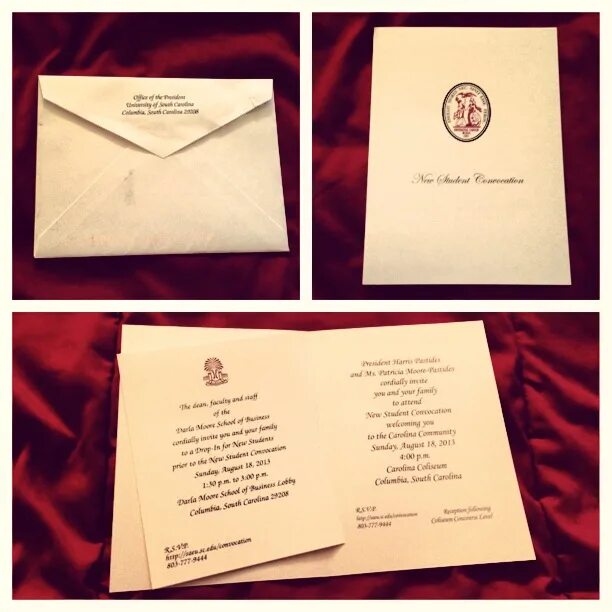 Office of the President
University of South Carolina
Columbia, South Carolina 29208
New Student Convocation
The dean, faculty and staff
of the
Darla Moore School of Business
cordially invite you and your family
to a Drop-In for New Students
prior to the New Student Convocation
Sunday, August 18, 2013
1:30 p.m. to 3:00 p.m.
Darla Moore School of Business Lobby
Columbia, South Carolina 29208
R.S.V.P.
http://saeu.sc.edu/convocation
803-777-9444
President Harris Pastides
and Ms. Patricia Moore-Pastides
cordially invite
you and your family
to attend
New Student Convocation
welcoming you
to the Carolina Community
Sunday, August 18, 2013
4:00 p.m.
Carolina Coliseum
Columbia, South Carolina
R.S.V.P.
http://saeu.sc.edu/convocation
803-777-9444
Reception following
Coliseum Concourse Level